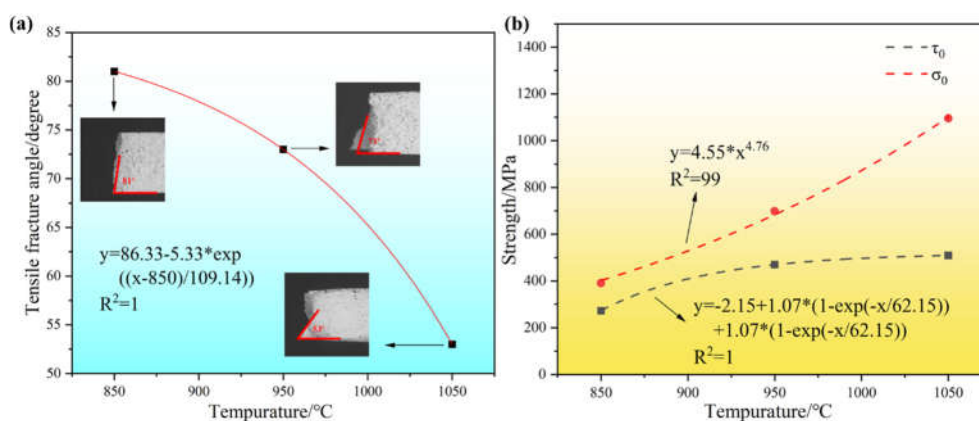 (a)
85
80
75
70
65
60
55
50
Tensile fracture angle/degree
81°
73°
53°
y=86.33-5.33*exp
((x-850)/109.14))
R²=1
850 900 950 1000 1050
Tempurature/°C
(b)
1400
1200
1000
800
600
400
200
0
Strength/MPa
τ₀
σ₀
y=4.55*x^4.76
R²=99
y=-2.15+1.07*(1-exp(-x/62.15))
+1.07*(1-exp(-x/62.15))
R²=1
850 900 950 1000 1050
Tempurature/°C